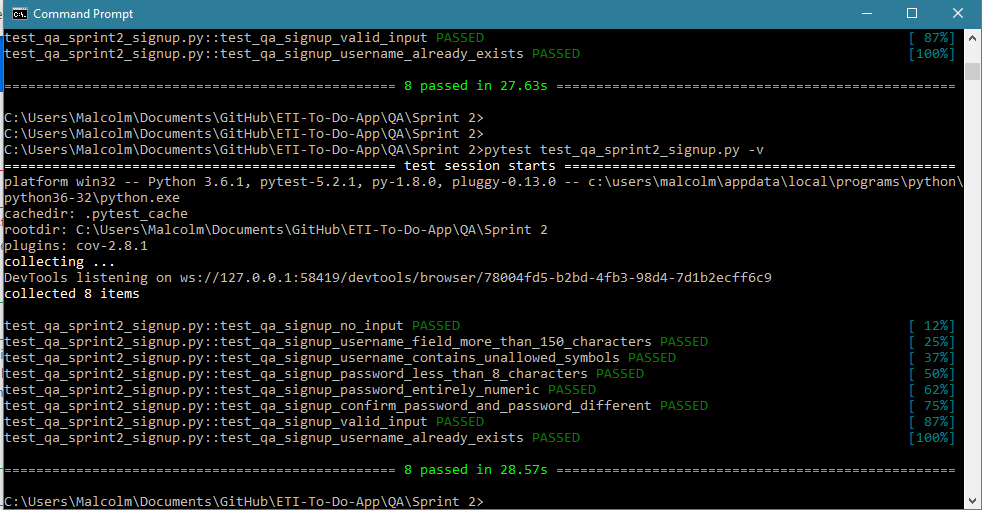 Command Prompt
test_qa_sprint2_signup.py::test_qa_signup_valid_input PASSED [ 87%]
test_qa_sprint2_signup.py::test_qa_signup_username_already_exists PASSED [100%]
================================================ 8 passed in 27.63s ==================================================
C:\Users\Malcolm\Documents\GitHub\ETI-To-Do-App\QA\Sprint 2>
C:\Users\Malcolm\Documents\GitHub\ETI-To-Do-App\QA\Sprint 2>
C:\Users\Malcolm\Documents\GitHub\ETI-To-Do-App\QA\Sprint 2>pytest test_qa_sprint2_signup.py -v
================================================ test session starts =================================================
platform win32 -- Python 3.6.1, pytest-5.2.1, py-1.8.0, pluggy-0.13.0 -- c:\users\malcolm\appdata\local\programs\python\
python36-32\python.exe
cachedir: .pytest_cache
rootdir: C:\Users\Malcolm\Documents\GitHub\ETI-To-Do-App\QA\Sprint 2
plugins: cov-2.8.1
collecting ...
DevTools listening on ws://127.0.0.1:58419/devtools/browser/78004fd5-b2bd-4fb3-98d4-7d1b2ecff6c9
collected 8 items
test_qa_sprint2_signup.py::test_qa_signup_no_input PASSED [ 12%]
test_qa_sprint2_signup.py::test_qa_signup_username_field_more_than_150_characters PASSED [ 25%]
test_qa_sprint2_signup.py::test_qa_signup_username_contains_unallowed_symbols PASSED [ 37%]
test_qa_sprint2_signup.py::test_qa_signup_password_less_than_8_characters PASSED [ 50%]
test_qa_sprint2_signup.py::test_qa_signup_password_entirely_numeric PASSED [ 62%]
test_qa_sprint2_signup.py::test_qa_signup_confirm_password_and_password_different PASSED [ 75%]
test_qa_sprint2_signup.py::test_qa_signup_valid_input PASSED [ 87%]
test_qa_sprint2_signup.py::test_qa_signup_username_already_exists PASSED [100%]
================================================ 8 passed in 28.57s ==================================================
C:\Users\Malcolm\Documents\GitHub\ETI-To-Do-App\QA\Sprint 2>